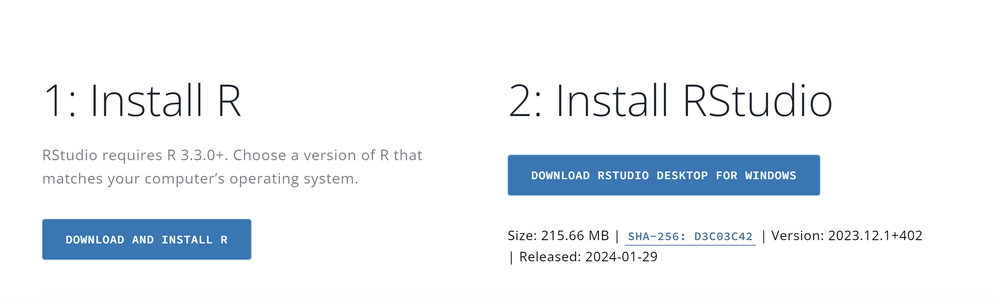 1: Install R
RStudio requires R 3.3.0+. Choose a version of R that
matches your computer’s operating system.
DOWNLOAD AND INSTALL R
2: Install RStudio
DOWNLOAD RSTUDIO DESKTOP FOR WINDOWS
Size: 215.66 MB | SHA-256: D3C03C42 | Version: 2023.12.1+402
| Released: 2024-01-29